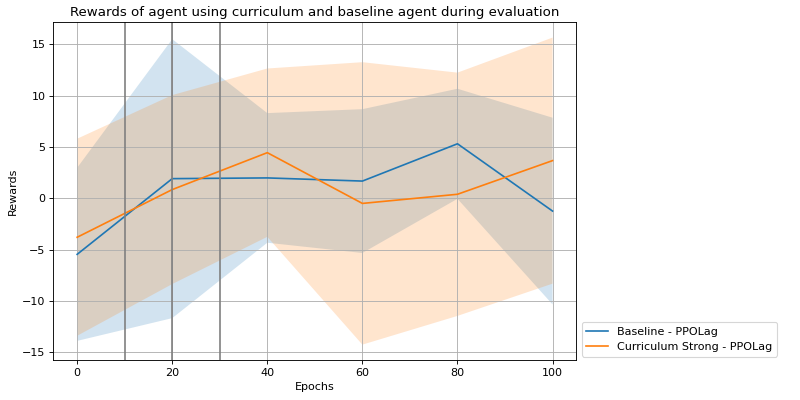 Rewards of agent using curriculum and baseline agent during evaluation
15
10
5
0
−5
−10
−15
Rewards
0 20 40 60 80 100
Epochs
Baseline - PPOLag
Curriculum Strong - PPOLag